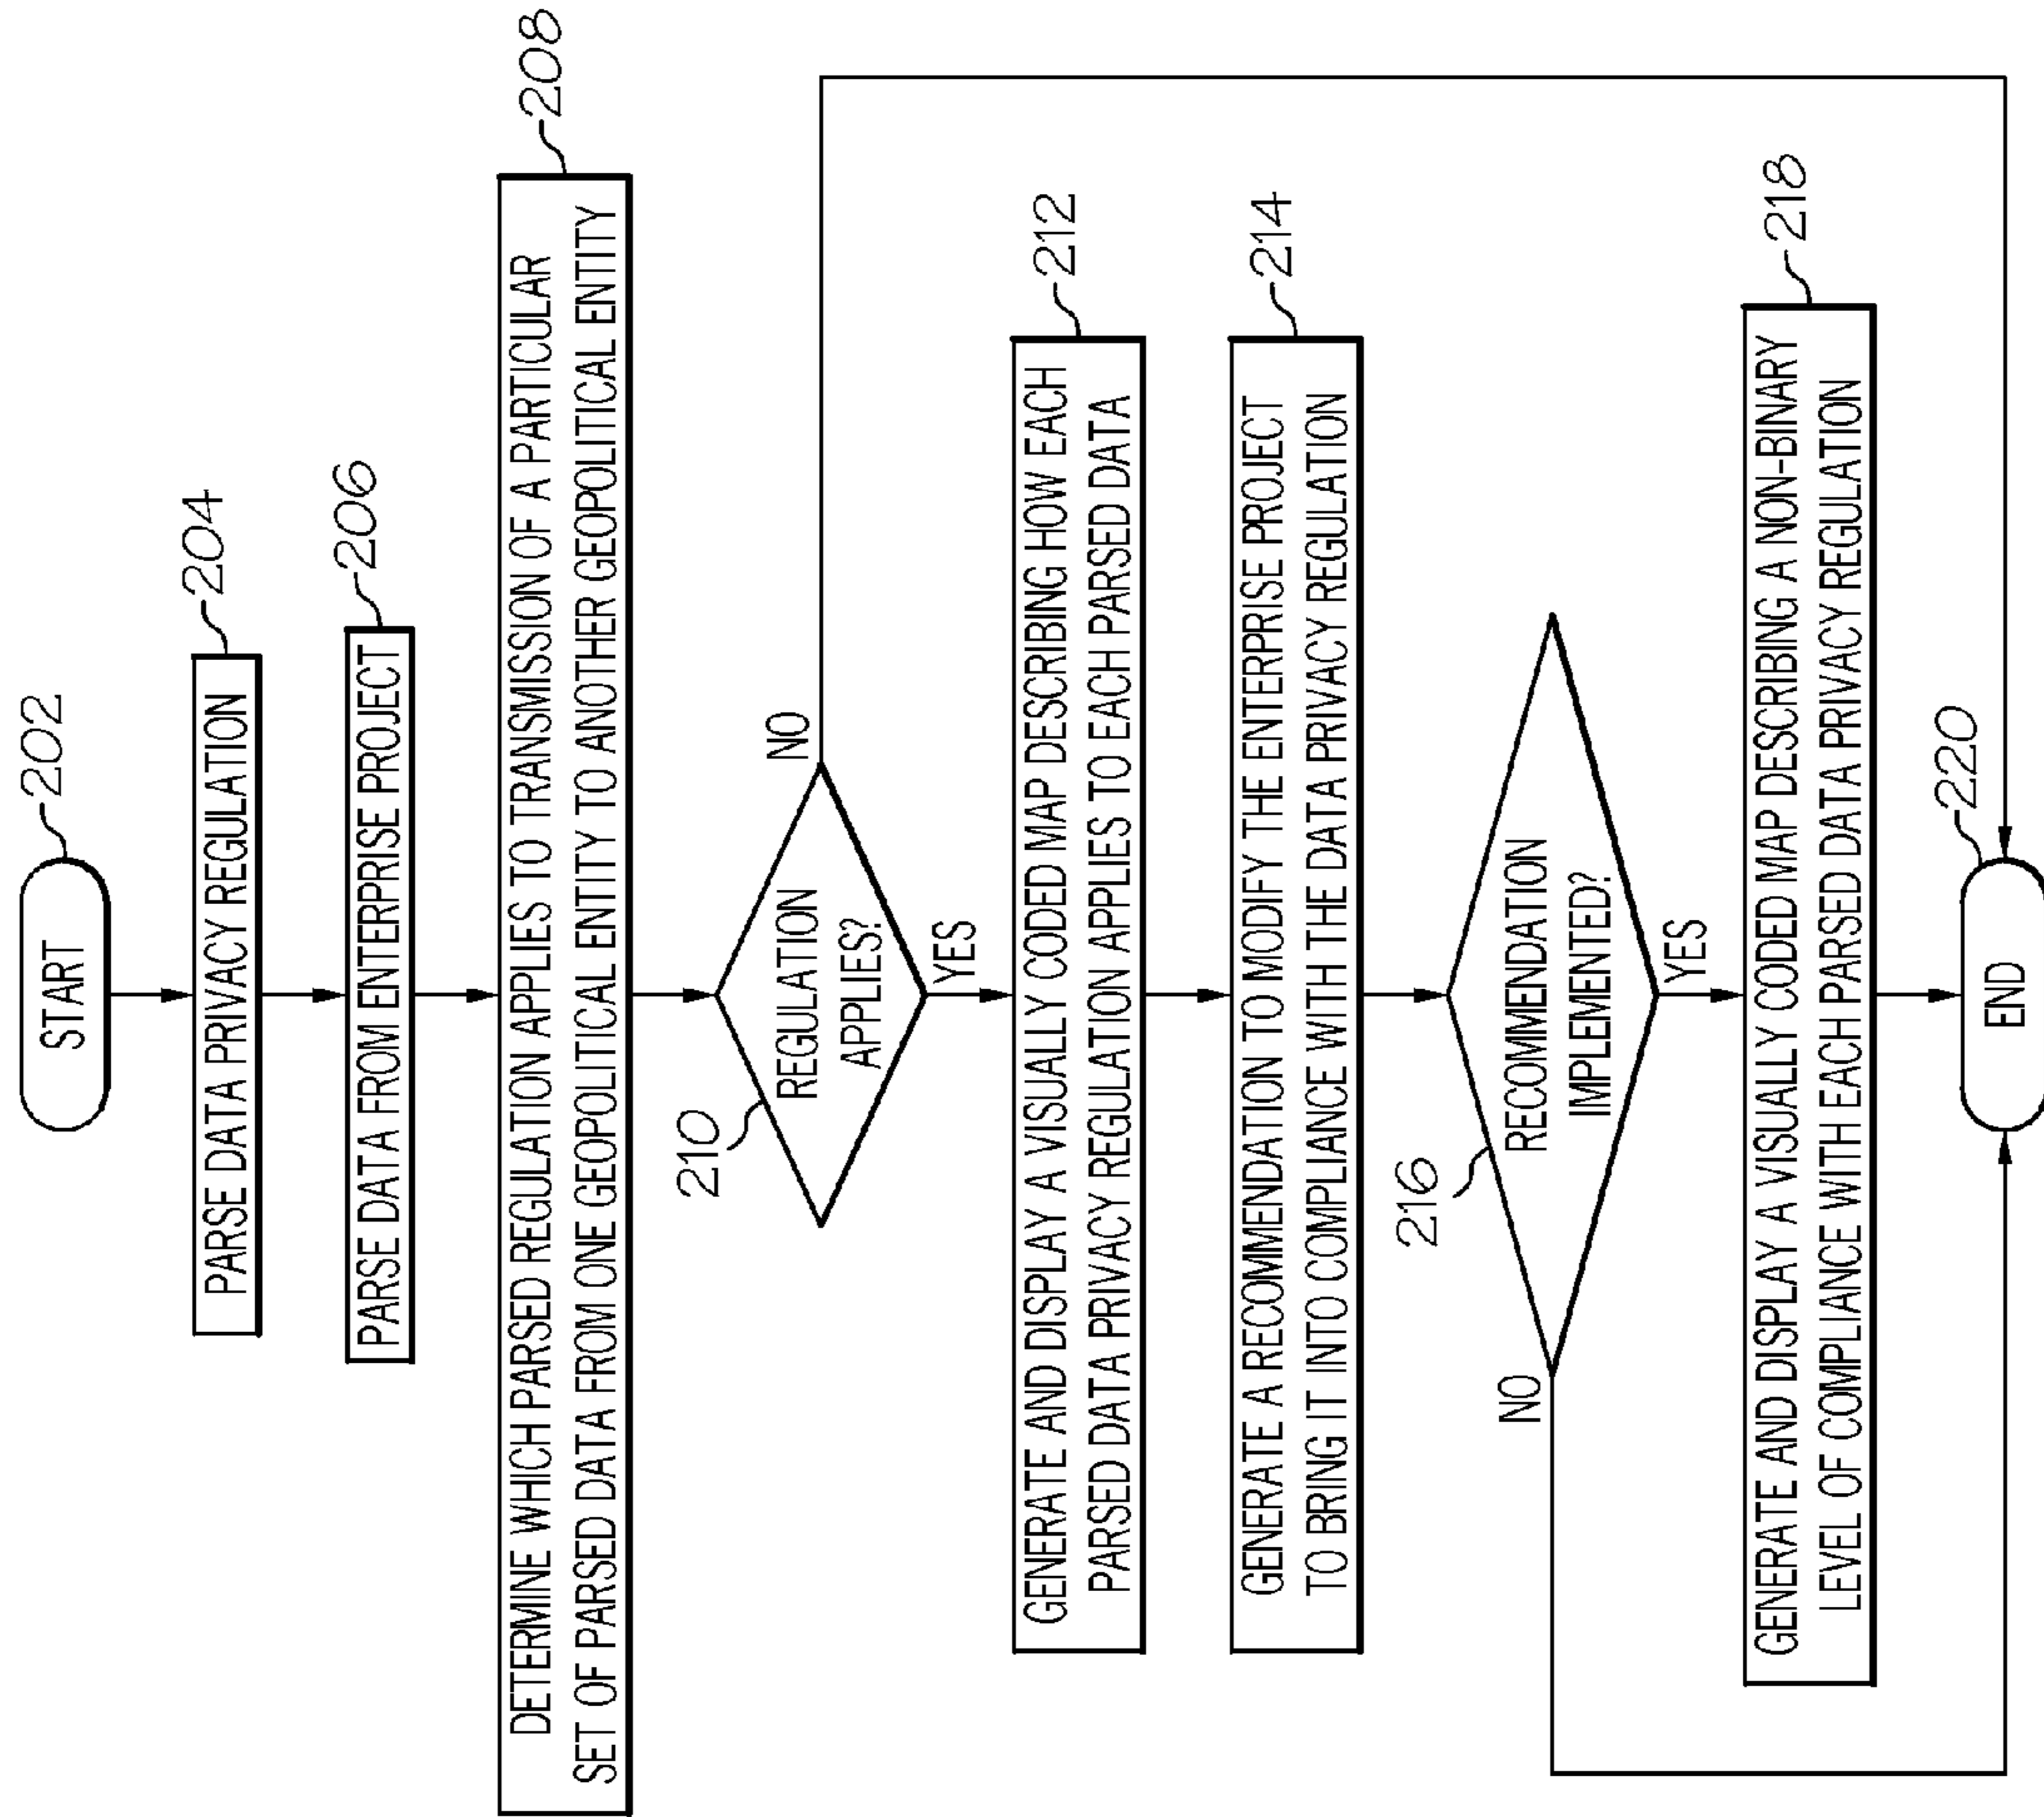 START
202
PARSE DATA PRIVACY REGULATION
204
PARSE DATA FROM ENTERPRISE PROJECT
206
DETERMINE WHICH PARSED REGULATION APPLIES TO TRANSMISSION OF A PARTICULAR
SET OF PARSED DATA FROM ONE GEOPOLITICAL ENTITY TO ANOTHER GEOPOLITICAL ENTITY
208
210
REGULATION
APPLIES?
NO
YES
GENERATE AND DISPLAY A VISUALLY CODED MAP DESCRIBING HOW EACH
PARSED DATA PRIVACY REGULATION APPLIES TO EACH PARSED DATA
212
GENERATE A RECOMMENDATION TO MODIFY THE ENTERPRISE PROJECT
TO BRING IT INTO COMPLIANCE WITH THE DATA PRIVACY REGULATION
214
216
RECOMMENDATION
IMPLEMENTED?
NO
YES
GENERATE AND DISPLAY A VISUALLY CODED MAP DESCRIBING A NON-BINARY
LEVEL OF COMPLIANCE WITH EACH PARSED DATA PRIVACY REGULATION
218
END
220